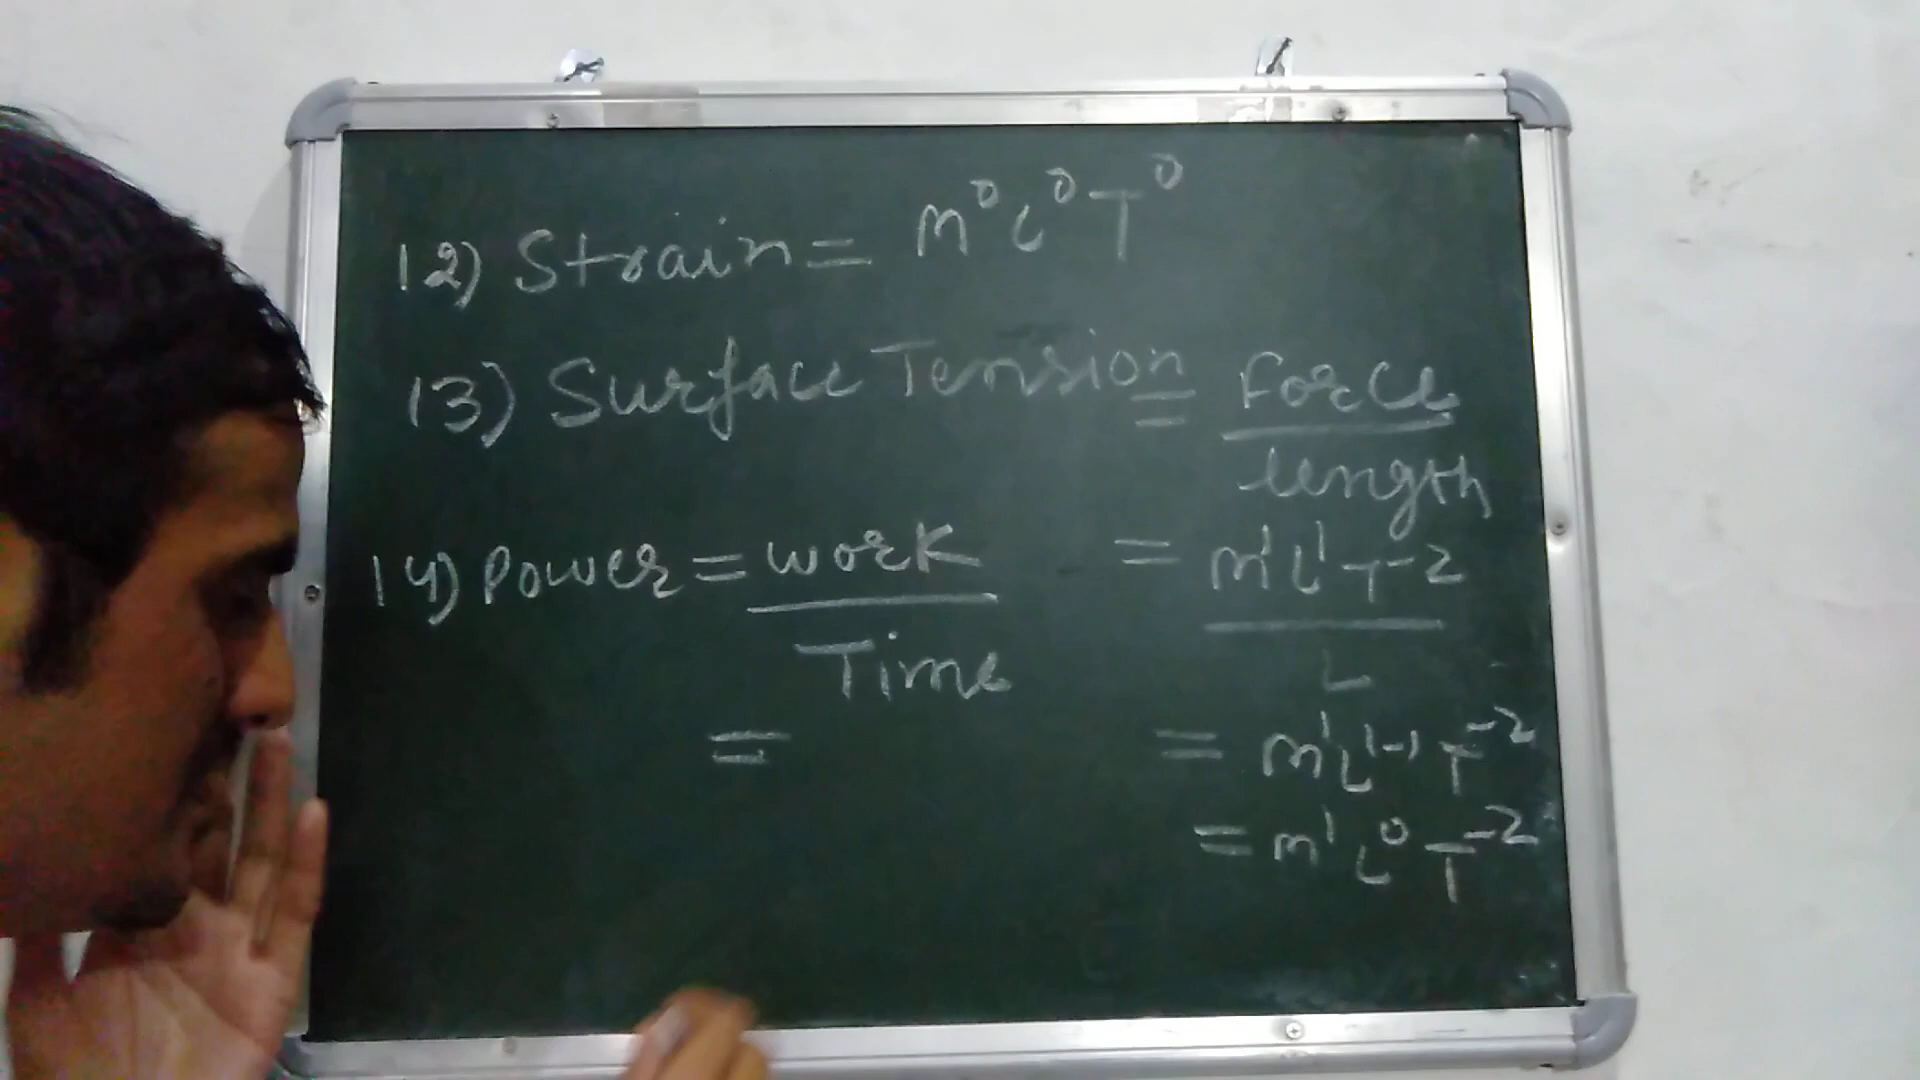 12) Strain = M⁰L⁰T⁰
13) Surface Tension = Force
length
= M¹L¹T⁻²
L
= M¹L¹⁻¹T⁻²
= M¹L⁰T⁻²
14) Power = work
Time
=